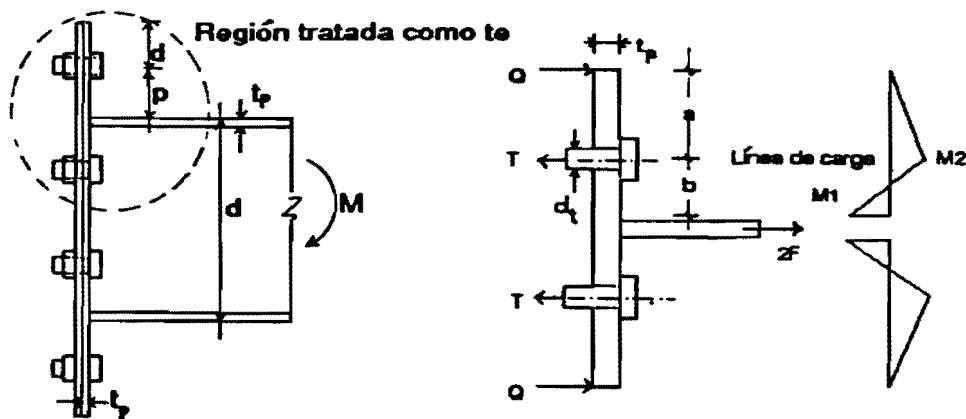 Región tratada como te
d
p
t_p
d
M
t_p
t_p
Q
a
T
Línea de carga
M2
b
M1
d_t
2F
T
Q